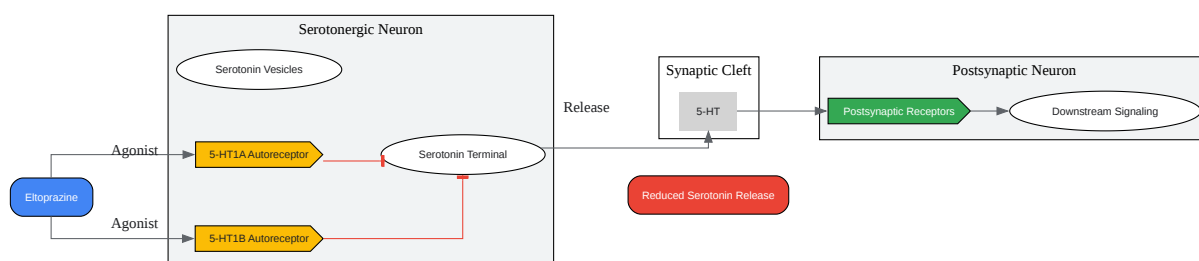 Serotonergic Neuron
Serotonin Vesicles
Synaptic Cleft
Postsynaptic Neuron
Release
5-HT
Postsynaptic Receptors
Downstream Signaling
Agonist
5-HT1A Autoreceptor
Serotonin Terminal
Eltoprazine
Reduced Serotonin Release
Agonist
5-HT1B Autoreceptor